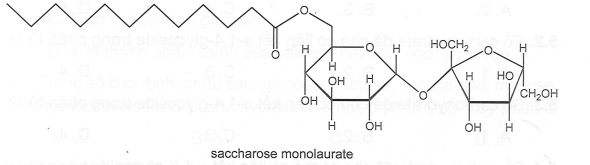 O
H O H HOCH₂ O H
O H
H OH H H HO
OH O CH₂OH
H OH OH H
saccharose monolaurate